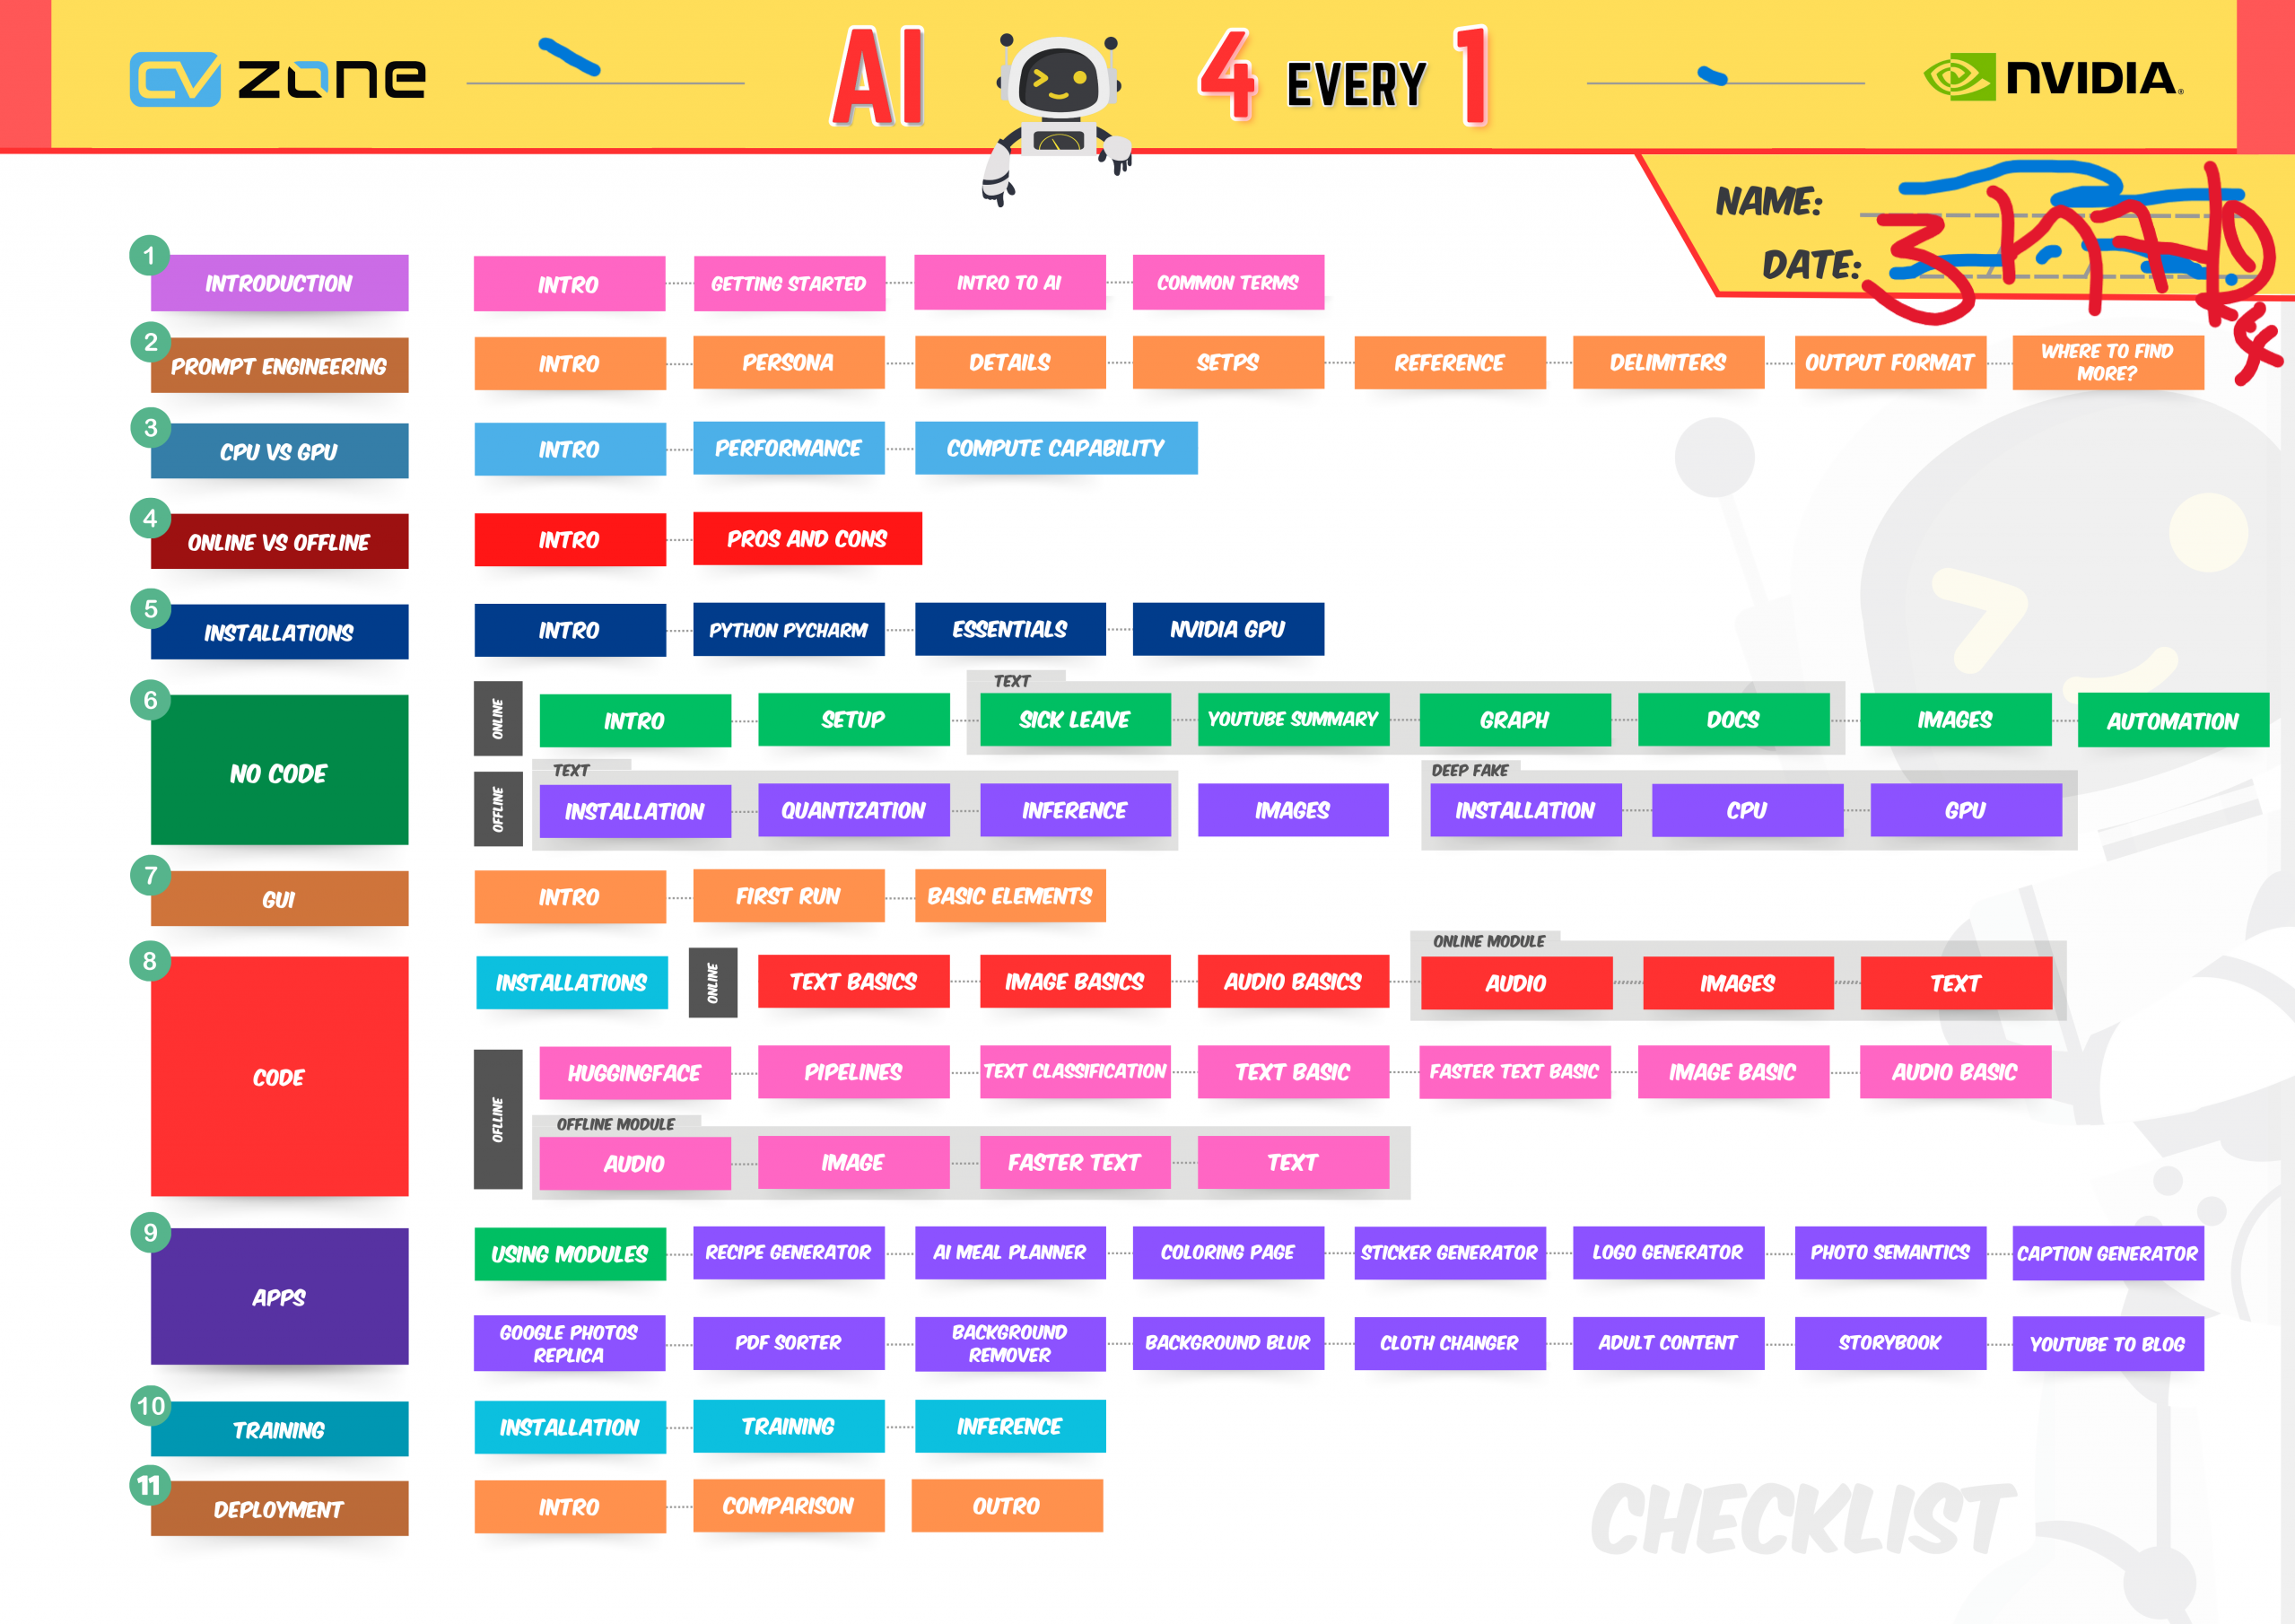 CV ZONE AI 4 EVERY 1 NVIDIA
NAME:
DATE:
1 INTRODUCTION INTRO GETTING STARTED INTRO TO AI COMMON TERMS
2 PROMPT ENGINEERING INTRO PERSONA DETAILS SETPS REFERENCE DELIMITERS OUTPUT FORMAT WHERE TO FIND MORE?
3 CPU VS GPU INTRO PERFORMANCE COMPUTE CAPABILITY
4 ONLINE VS OFFLINE INTRO PROS AND CONS
5 INSTALLATIONS INTRO PYTHON PYCHARM ESSENTIALS NVIDIA GPU
6 NO CODE
TEXT
ONLINE INTRO SETUP SICK LEAVE YOUTUBE SUMMARY GRAPH DOCS IMAGES AUTOMATION
TEXT DEEP FAKE
OFFLINE INSTALLATION QUANTIZATION INFERENCE IMAGES INSTALLATION CPU GPU
7 GUI INTRO FIRST RUN BASIC ELEMENTS
8 CODE
ONLINE MODULE
INSTALLATIONS ONLINE TEXT BASICS IMAGE BASICS AUDIO BASICS AUDIO IMAGES TEXT
OFLLINE HUGGINGFACE PIPELINES TEXT CLASSIFICATION TEXT BASIC FASTER TEXT BASIC IMAGE BASIC AUDIO BASIC
OFFLINE MODULE
AUDIO IMAGE FASTER TEXT TEXT
9 APPS
USING MODULES RECIPE GENERATOR AI MEAL PLANNER COLORING PAGE STICKER GENERATOR LOGO GENERATOR PHOTO SEMANTICS CAPTION GENERATOR
GOOGLE PHOTOS REPLICA PDF SORTER BACKGROUND REMOVER BACKGROUND BLUR CLOTH CHANGER ADULT CONTENT STORYBOOK YOUTUBE TO BLOG
10 TRAINING INSTALLATION TRAINING INFERENCE
11 DEPLOYMENT INTRO COMPARISON OUTRO
CHECKLIST